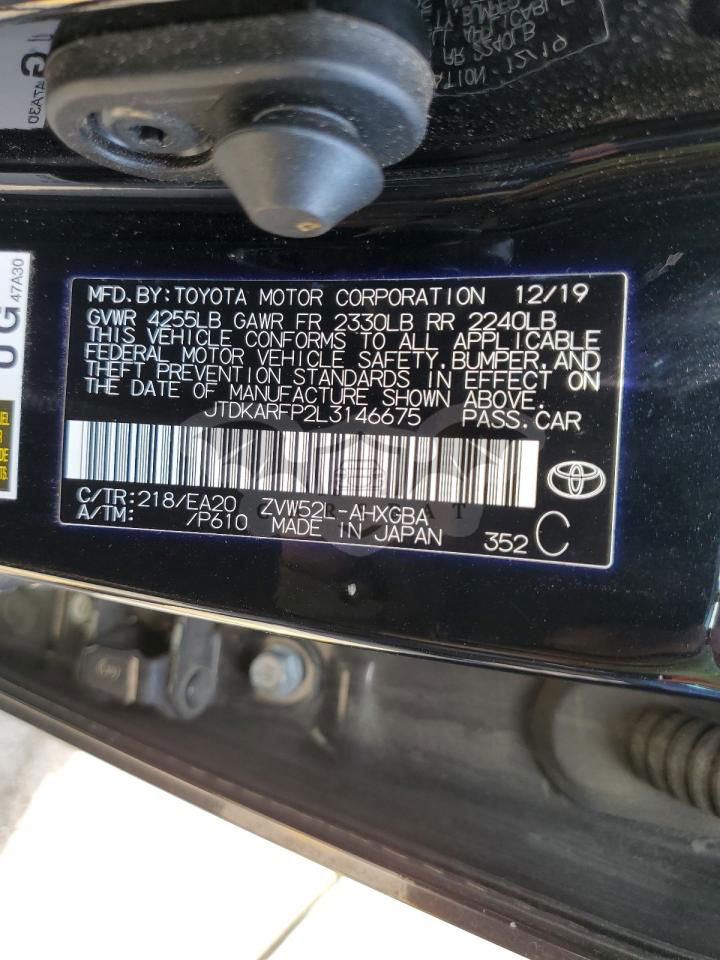 MFD.BY:TOYOTA MOTOR CORPORATION 12/19
GVWR 4255LB GAWR FR 2330LB RR 2240LB
THIS VEHICLE CONFORMS TO ALL APPLICABLE
FEDERAL MOTOR VEHICLE SAFETY,BUMPER,AND
THEFT PREVENTION STANDARDS IN EFFECT ON
THE DATE OF MANUFACTURE SHOWN ABOVE.
JTDKARFP2L3146675 PASS.CAR
C/TR:218/EA20 ZVW52L-AHXGBA
A/TM: /P610 MADE IN JAPAN
352 C
47A30